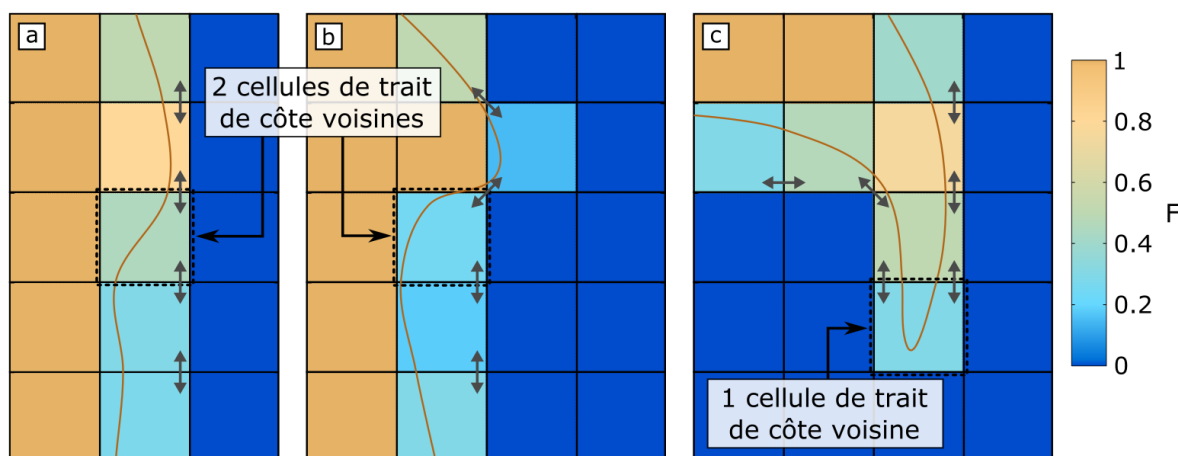 a
b
c
2 cellules de trait
de côte voisines
1 cellule de trait
de côte voisine
1
0.8
0.6
0.4
0.2
0
F